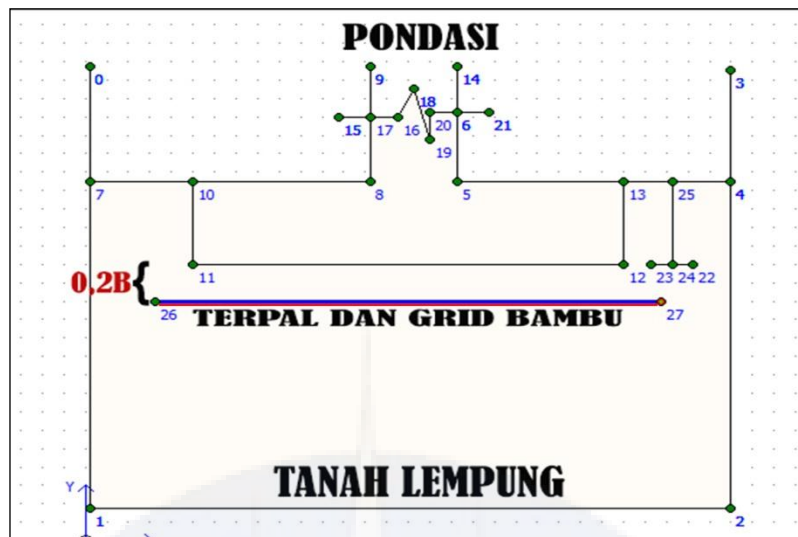 PONDASI
0 9 14 3
15 17 16 18 20 6 21
19
7 10 8 5 13 25 4
0,2B{ 11 12 23 24 22
26 TERPAL DAN GRID BAMBU 27
TANAH LEMPUNG
Y
1 2